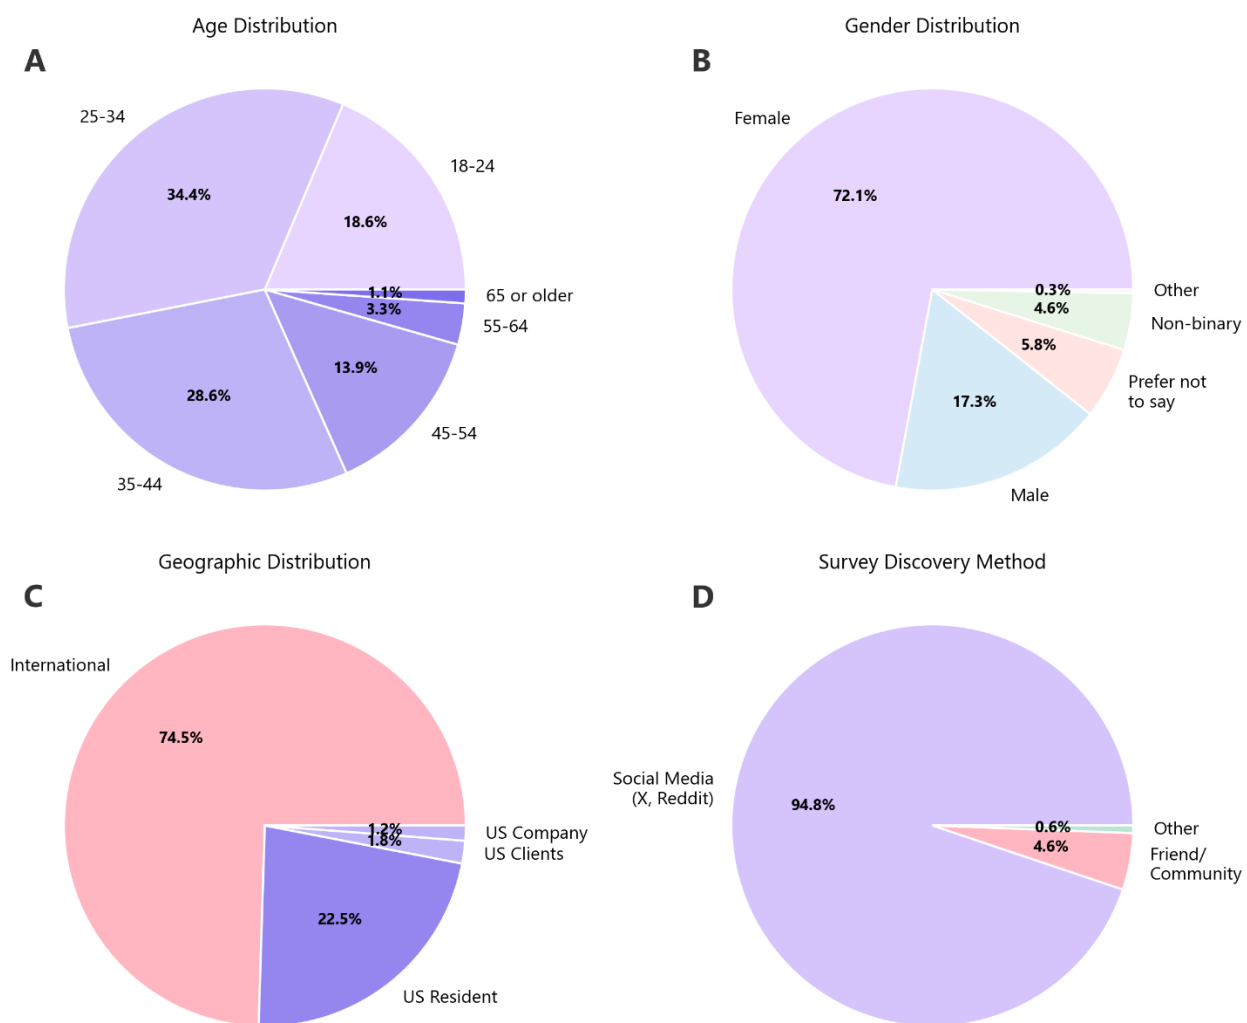 Age Distribution
A
25-34
34.4%
18-24
18.6%
1.1%
65 or older
3.3%
55-64
13.9%
45-54
28.6%
35-44
Gender Distribution
B
Female
72.1%
0.3%
Other
4.6%
Non-binary
5.8%
Prefer not
to say
17.3%
Male
Geographic Distribution
C
International
74.5%
1.2%
US Company
1.8%
US Clients
22.5%
US Resident
Survey Discovery Method
D
Social Media
(X, Reddit)
94.8%
0.6%
Other
4.6%
Friend/
Community